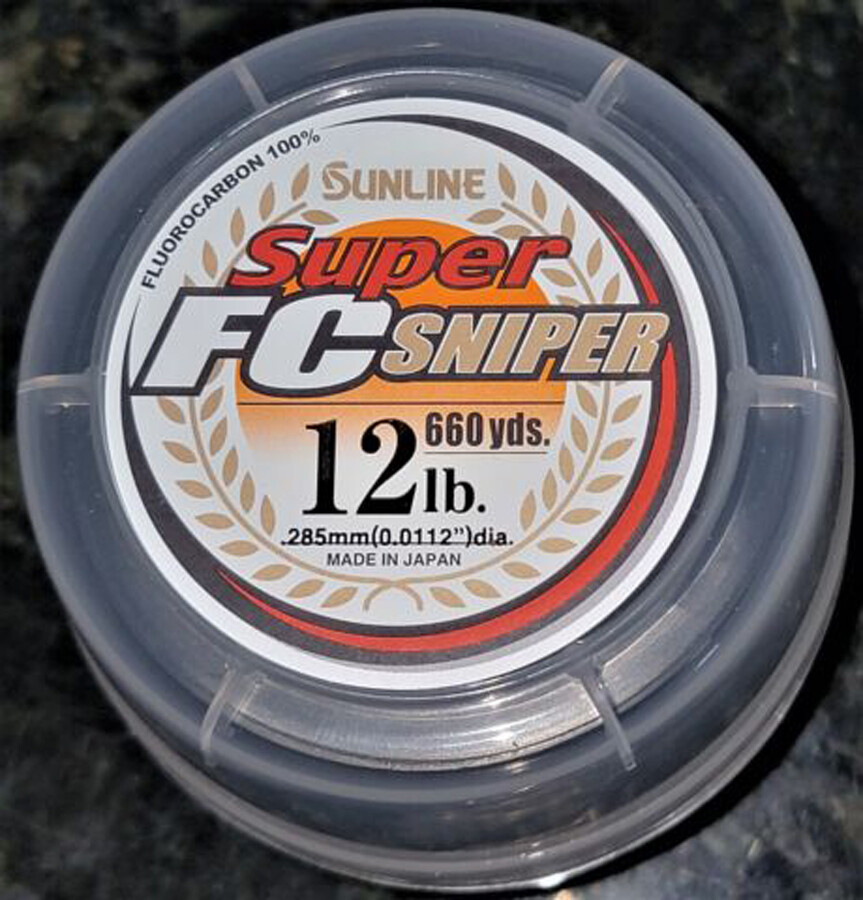 FLUOROCARBON 100%
SUNLINE
Super
FC SNIPER
12 lb.
660 yds.
.285mm(0.0112")dia.
MADE IN JAPAN